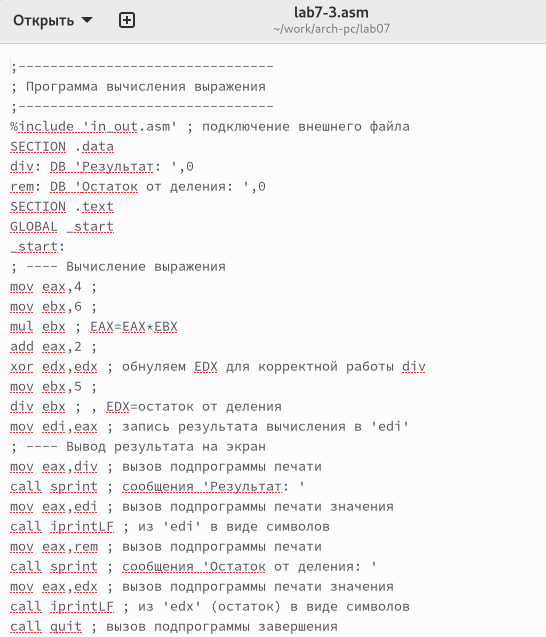 Открыть
lab7-3.asm
~/work/arch-pc/lab07
;--------------------------------
; Программа вычисления выражения
;--------------------------------
%include 'in_out.asm' ; подключение внешнего файла
SECTION .data
div: DB 'Результат: ',0
rem: DB 'Остаток от деления: ',0
SECTION .text
GLOBAL _start
_start:
; ---- Вычисление выражения
mov eax,4 ;
mov ebx,6 ;
mul ebx ; EAX=EAX*EBX
add eax,2 ;
xor edx,edx ; обнуляем EDX для корректной работы div
mov ebx,5 ;
div ebx ; , EDX=остаток от деления
mov edi,eax ; запись результата вычисления в 'edi'
; ---- Вывод результата на экран
mov eax,div ; вызов подпрограммы печати
call sprint ; сообщения 'Результат: '
mov eax,edi ; вызов подпрограммы печати значения
call iprintLF ; из 'edi' в виде символов
mov eax,rem ; вызов подпрограммы печати
call sprint ; сообщения 'Остаток от деления: '
mov eax,edx ; вызов подпрограммы печати значения
call iprintLF ; из 'edx' (остаток) в виде символов
call quit ; вызов подпрограммы завершения